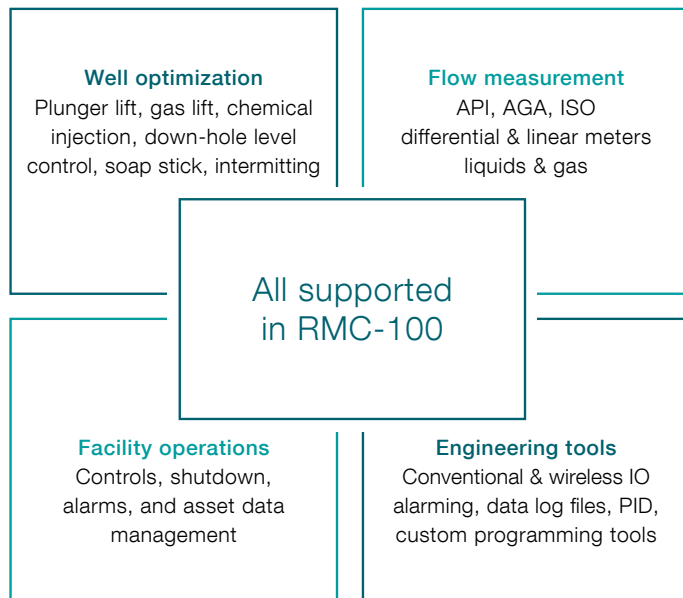 Well optimization
Plunger lift, gas lift, chemical
injection, down-hole level
control, soap stick, intermitting
Flow measurement
API, AGA, ISO
differential & linear meters
liquids & gas
All supported
in RMC-100
Facility operations
Controls, shutdown,
alarms, and asset data
management
Engineering tools
Conventional & wireless IO
alarming, data log files, PID,
custom programming tools